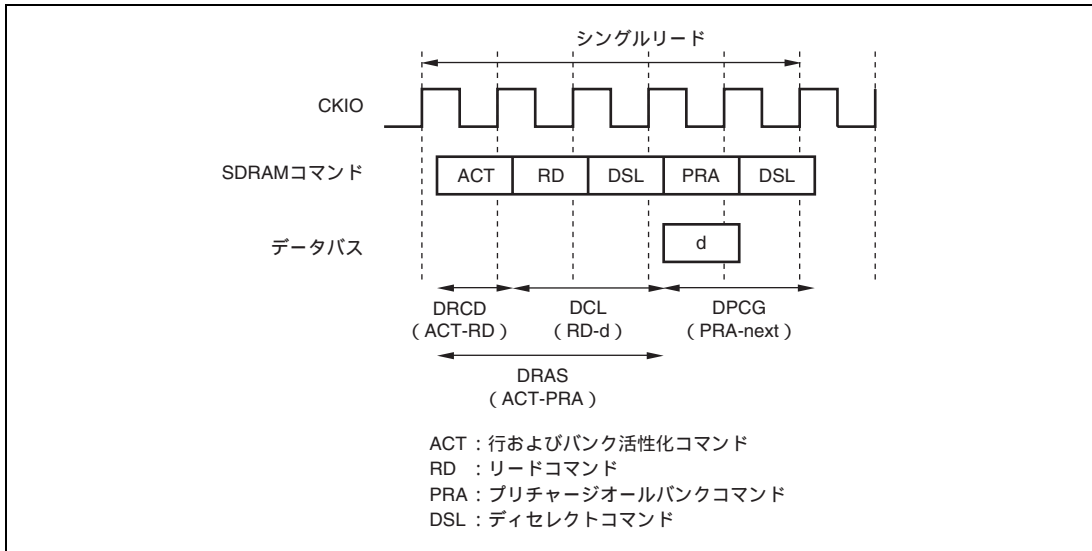 シングルリード
CKIO
SDRAMコマンド
ACT RD DSL PRA DSL
データバス
d
DRCD DCL DPCG
（ACT-RD） （RD-d） （PRA-next）
DRAS
（ACT-PRA）
ACT：行およびバンク活性化コマンド
RD ：リードコマンド
PRA：プリチャージオールバンクコマンド
DSL：ディセレクトコマンド